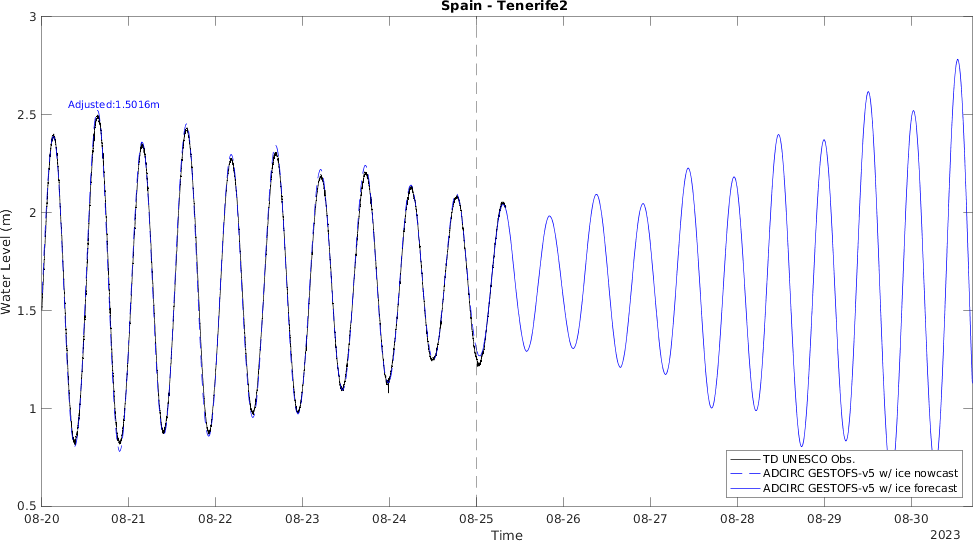 Spain - Tenerife2
3
2.5
2
1.5
1
0.5
Water Level (m)
Adjusted:1.5016m
TD UNESCO Obs.
ADCIRC GESTOFS-v5 w/ ice nowcast
ADCIRC GESTOFS-v5 w/ ice forecast
08-20 08-21 08-22 08-23 08-24 08-25 08-26 08-27 08-28 08-29 08-30
Time
2023